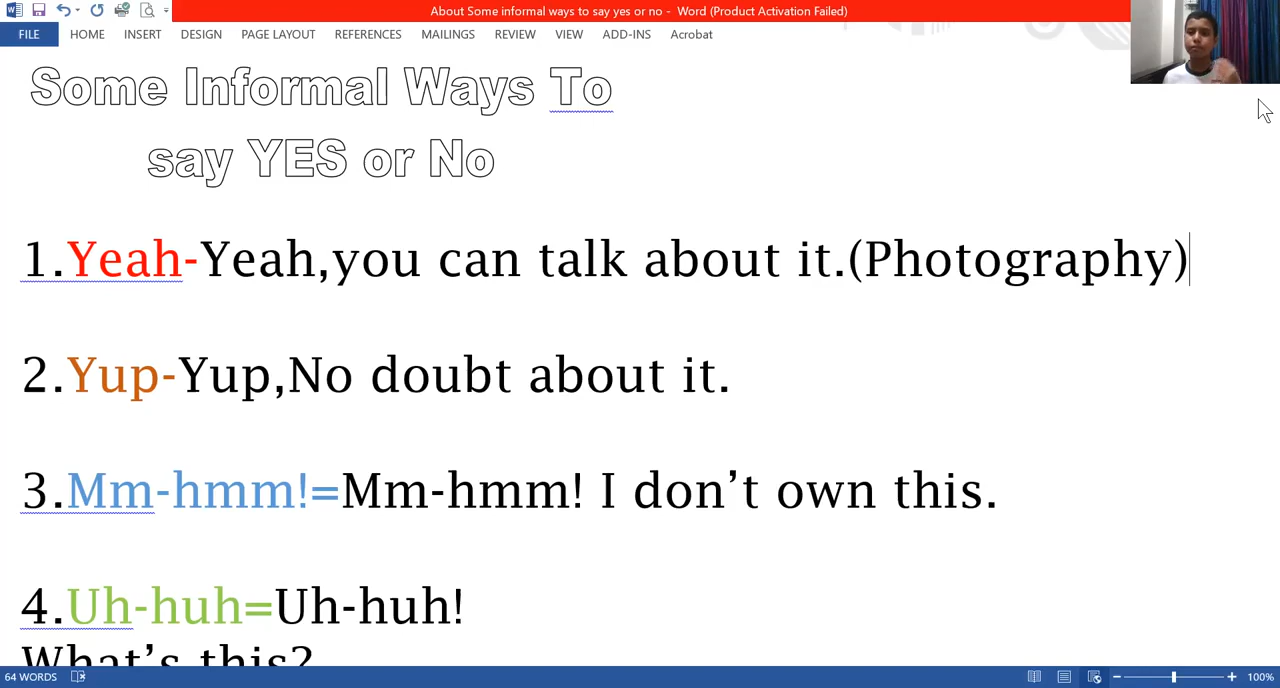 About Some informal ways to say yes or no - Word (Product Activation Failed)
FILE HOME INSERT DESIGN PAGE LAYOUT REFERENCES MAILINGS REVIEW VIEW ADD-INS Acrobat
Some Informal Ways To
say YES or No
1.Yeah-Yeah,you can talk about it.(Photography)
2.Yup-Yup,No doubt about it.
3.Mm-hmm!=Mm-hmm! I don’t own this.
4.Uh-huh=Uh-huh!
What’s this?
64 WORDS 100%